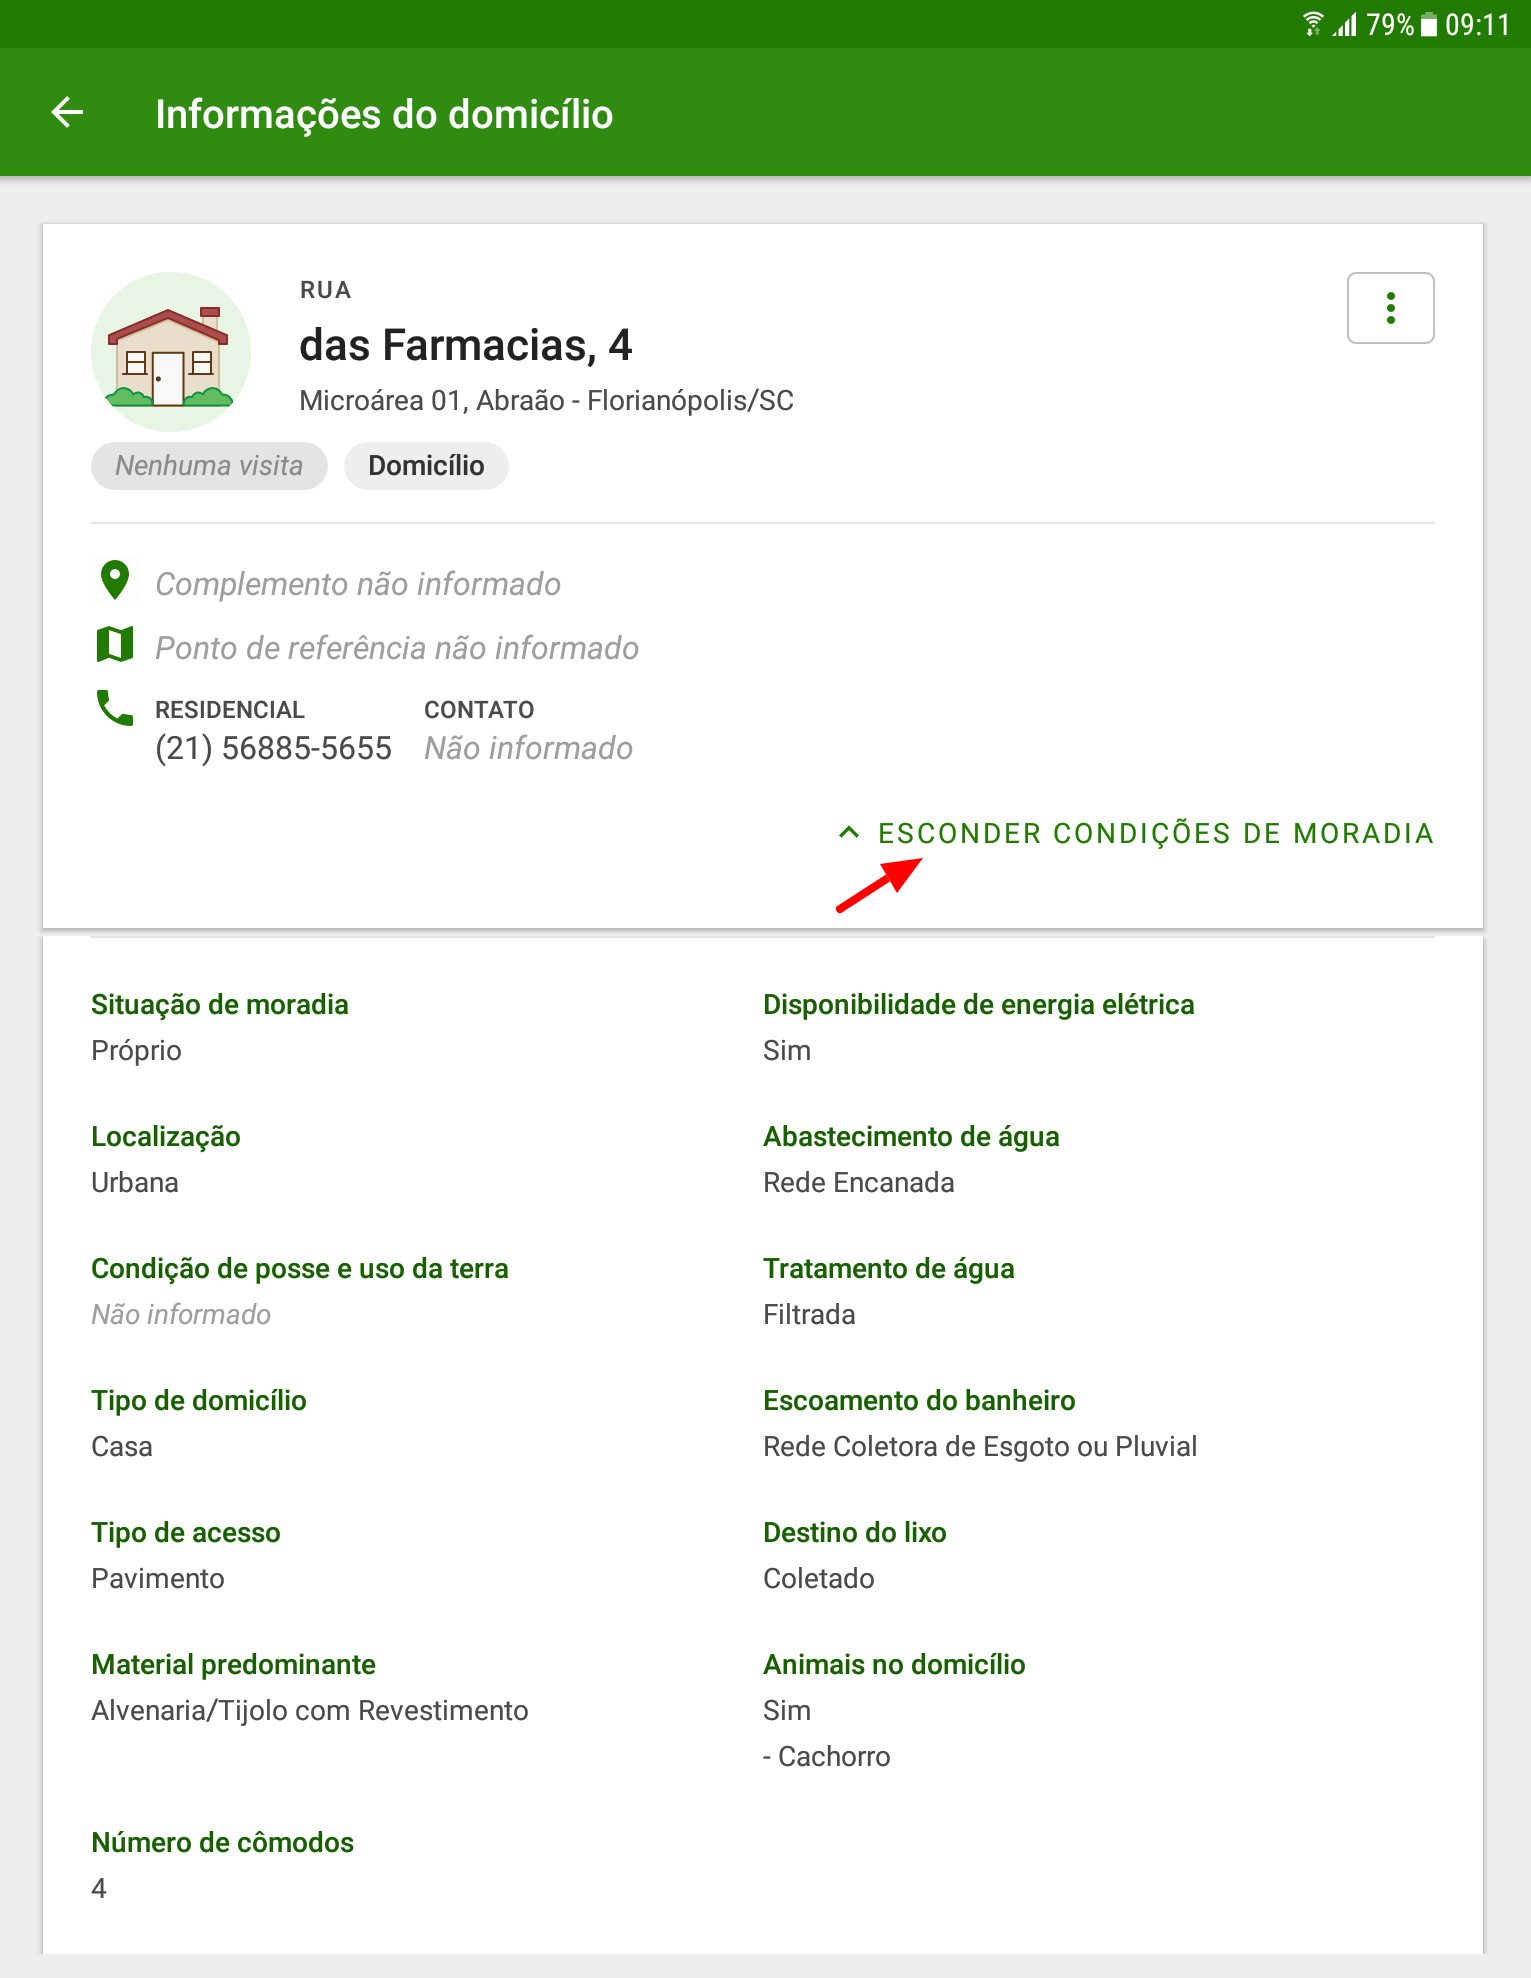 79% 09:11
Informações do domicílio
RUA
das Farmacias, 4
Microárea 01, Abraão - Florianópolis/SC
Nenhuma visita Domicílio
Complemento não informado
Ponto de referência não informado
RESIDENCIAL CONTATO
(21) 56885-5655 Não informado
ESCONDER CONDIÇÕES DE MORADIA
Situação de moradia Disponibilidade de energia elétrica
Próprio Sim
Localização Abastecimento de água
Urbana Rede Encanada
Condição de posse e uso da terra Tratamento de água
Não informado Filtrada
Tipo de domicílio Escoamento do banheiro
Casa Rede Coletora de Esgoto ou Pluvial
Tipo de acesso Destino do lixo
Pavimento Coletado
Material predominante Animais no domicílio
Alvenaria/Tijolo com Revestimento Sim
- Cachorro
Número de cômodos
4